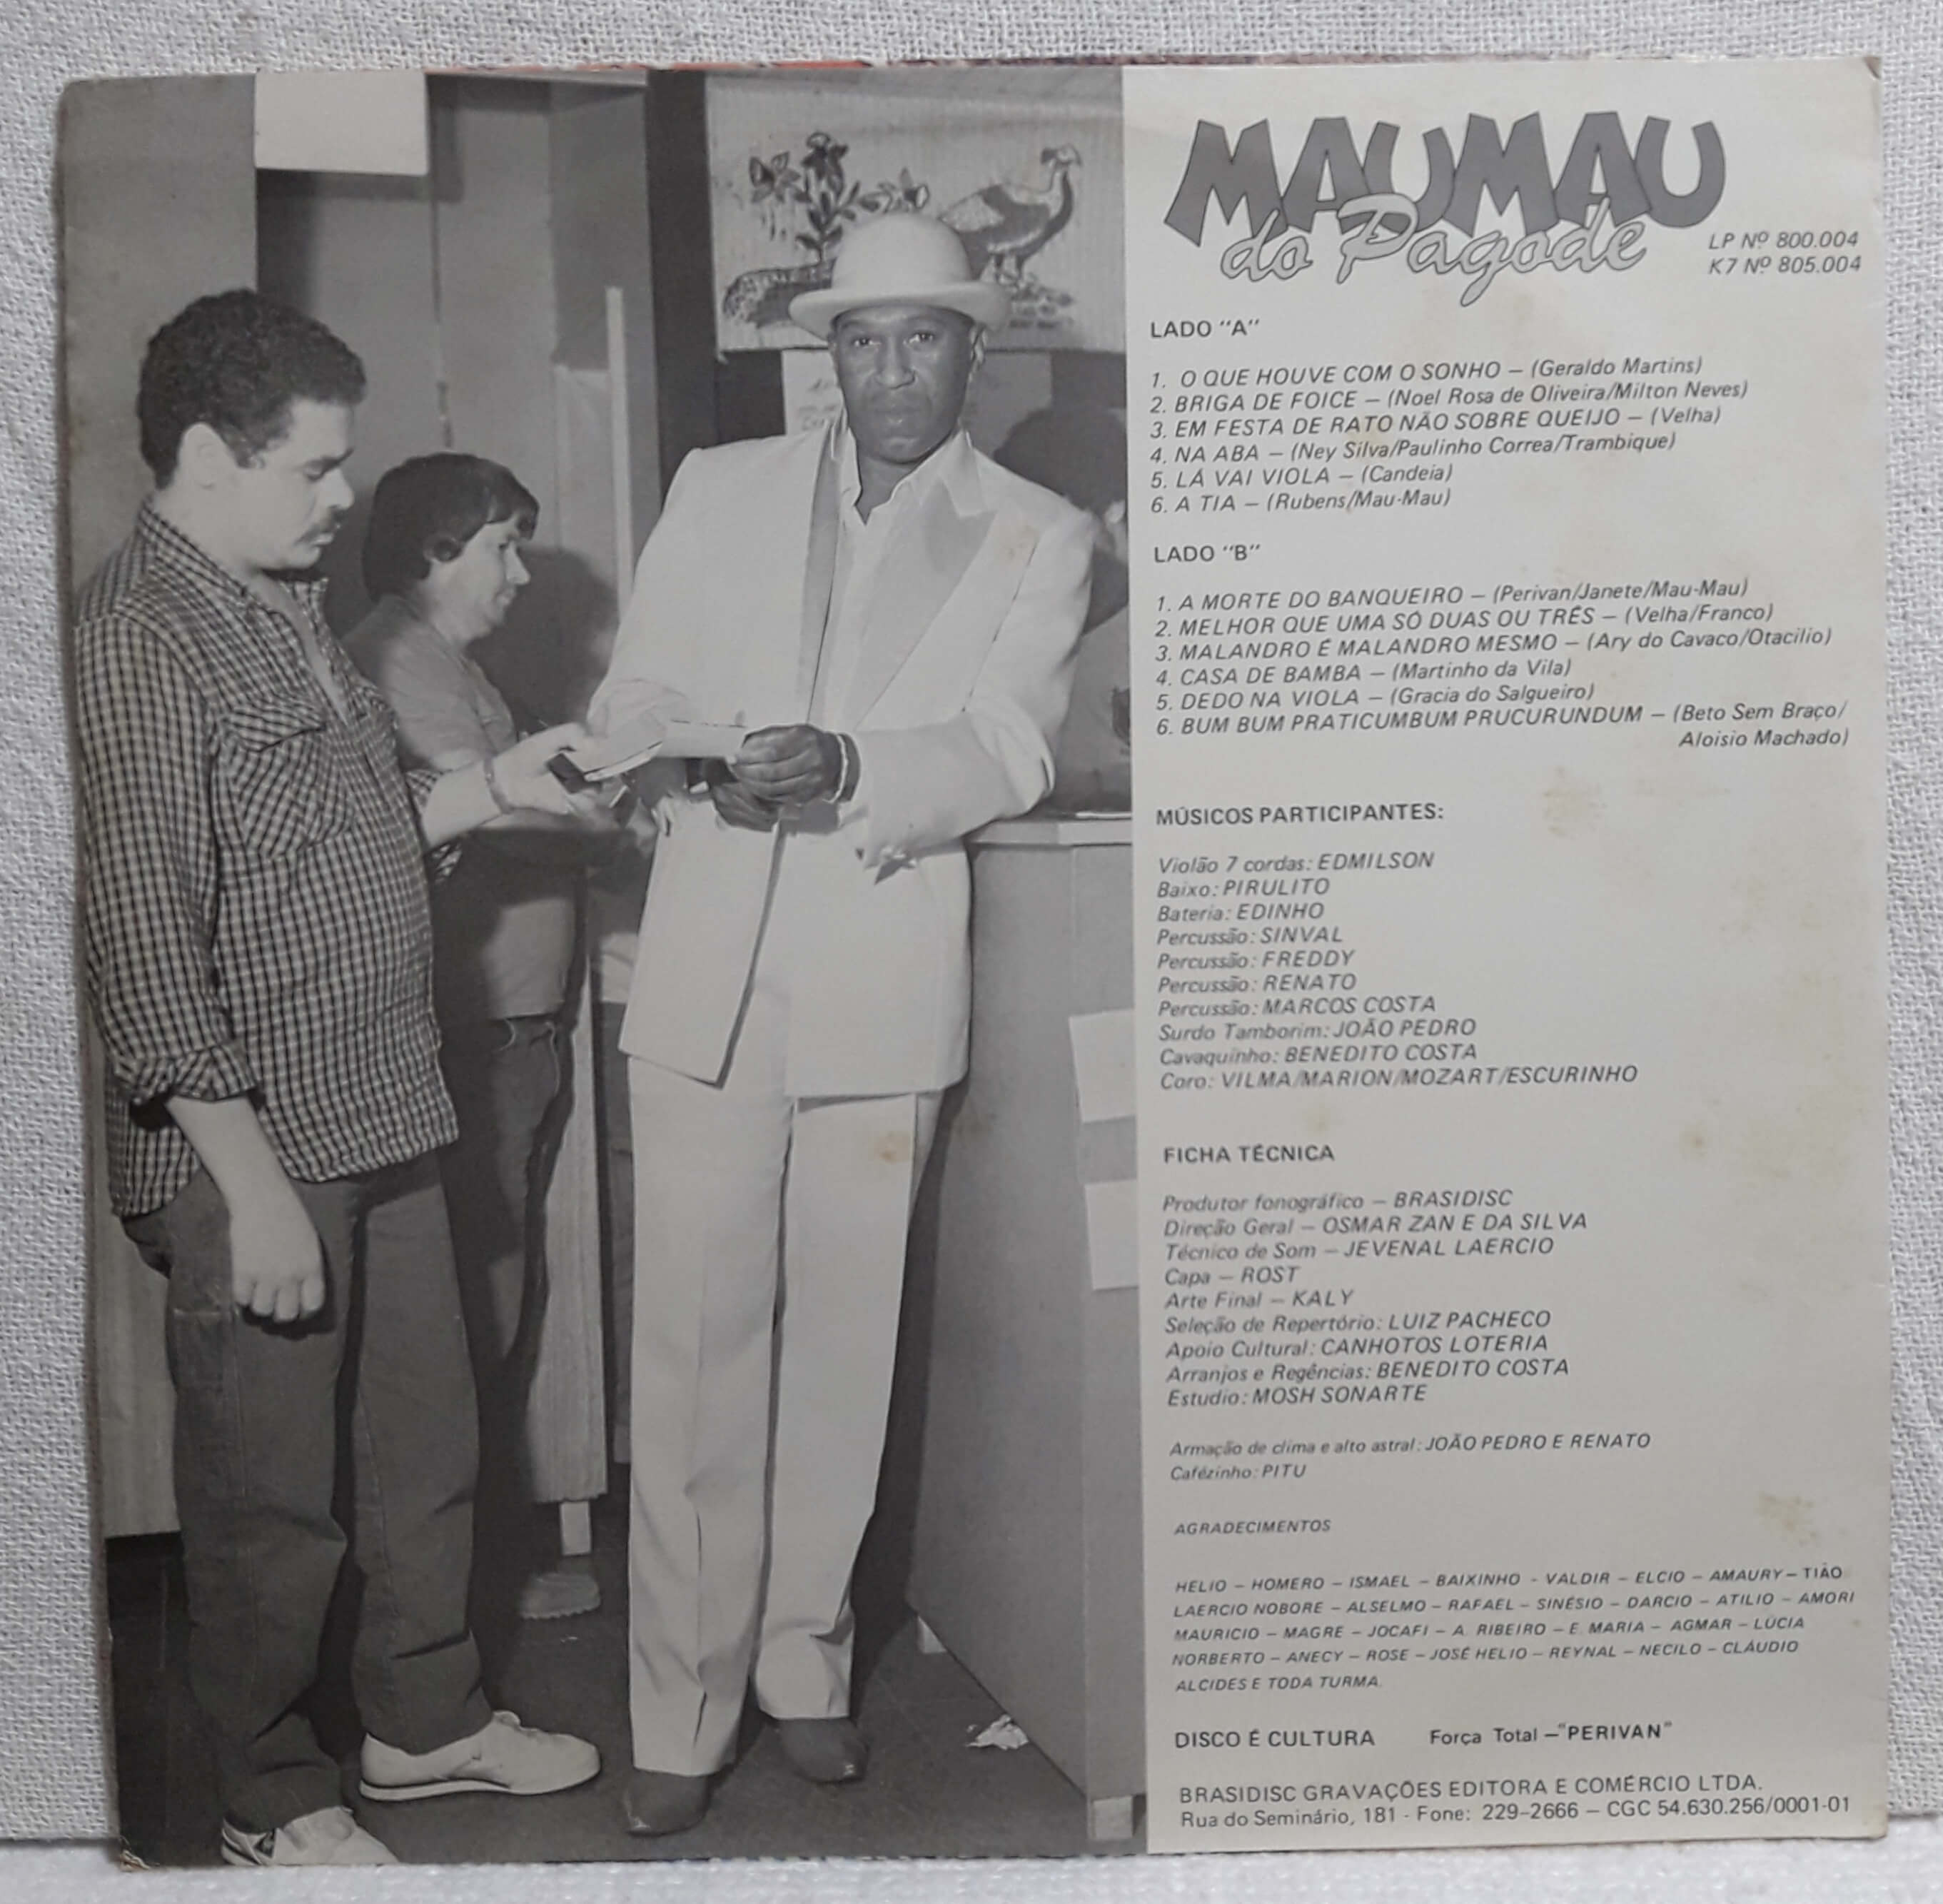 MAUMAU
do Pagode
LP Nº 800.004
K7 Nº 805.004
LADO "A"
1. O QUE HOUVE COM O SONHO — (Geraldo Martins)
2. BRIGA DE FOICE — (Noel Rosa de Oliveira/Milton Neves)
3. EM FESTA DE RATO NÃO SOBRE QUEIJO — (Velha)
4. NA ABA — (Ney Silva/Paulinho Correa/Trambique)
5. LÁ VAI VIOLA — (Candeia)
6. A TIA — (Rubens/Mau-Mau)
LADO "B"
1. A MORTE DO BANQUEIRO — (Perivan/Janete/Mau-Mau)
2. MELHOR QUE UMA SÓ DUAS OU TRÊS — (Velha/Franco)
3. MALANDRO É MALANDRO MESMO — (Ary do Cavaco/Otacilio)
4. CASA DE BAMBA — (Martinho da Vila)
5. DEDO NA VIOLA — (Gracia do Salgueiro)
6. BUM BUM PRATICUMBUM PRUCURUNDUM — (Beto Sem Braço/
Aloisio Machado)
MÚSICOS PARTICIPANTES:
Violão 7 cordas: EDMILSON
Baixo: PIRULITO
Bateria: EDINHO
Percussão: SINVAL
Percussão: FREDDY
Percussão: RENATO
Percussão: MARCOS COSTA
Surdo Tamborim: JOÃO PEDRO
Cavaquinho: BENEDITO COSTA
Coro: VILMA/MARION/MOZART/ESCURINHO
FICHA TÉCNICA
Produtor fonográfico — BRASIDISC
Direção Geral — OSMAR ZAN E DA SILVA
Técnico de Som — JEVENAL LAERCIO
Capa — ROST
Arte Final — KALY
Seleção de Repertório: LUIZ PACHECO
Apoio Cultural: CANHOTOS LOTERIA
Arranjos e Regências: BENEDITO COSTA
Estudio: MOSH SONARTE
Armação de clima e alto astral: JOÃO PEDRO E RENATO
Cafézinho: PITU
AGRADECIMENTOS
HELIO — HOMERO — ISMAEL — BAIXINHO - VALDIR — ELCIO — AMAURY — TIÃO
LAERCIO NOBORE — ALSELMO — RAFAEL — SINÉSIO — DARCIO — ATILIO — AMORI
MAURICIO — MAGRE — JOCAFI — A. RIBEIRO — E. MARIA — AGMAR — LÚCIA
NORBERTO — ANECY — ROSE — JOSÉ HELIO — REYNAL — NECILO — CLÁUDIO
ALCIDES E TODA TURMA.
DISCO É CULTURA Força Total — "PERIVAN"
BRASIDISC GRAVAÇÕES EDITORA E COMÉRCIO LTDA.
Rua do Seminário, 181 - Fone: 229-2666 — CGC 54.630.256/0001-01